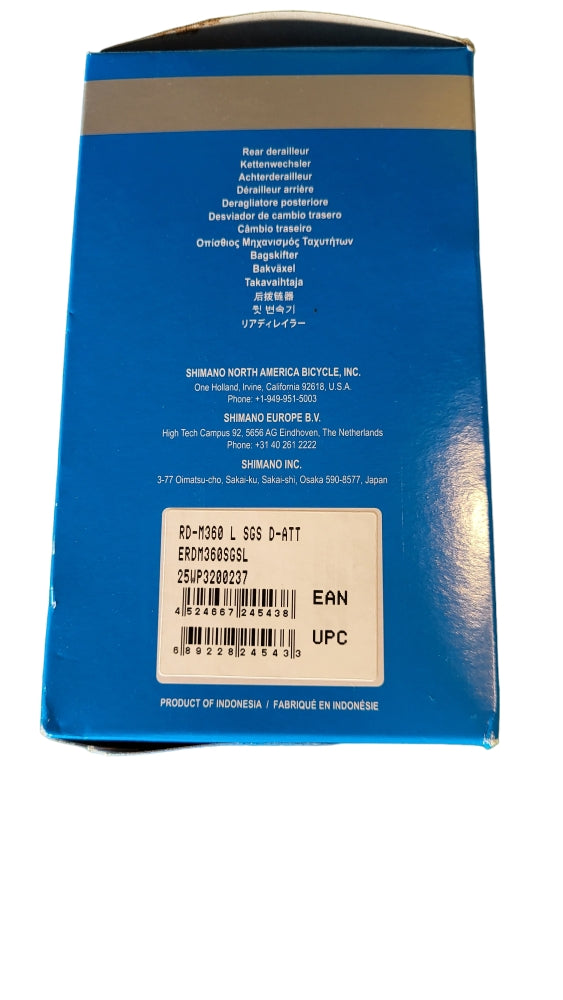 Rear derailleur
Kettenwechsler
Achterderailleur
Dérailleur arrière
Deragliatore posteriore
Desviador de cambio trasero
Câmbio traseiro
Οπίσθιος Μηχανισμός Ταχυτήτων
Bagskifter
Bakväxel
Takavaihtaja
后拨链器
뒷 변속기
リアディレイラー
SHIMANO NORTH AMERICA BICYCLE, INC.
One Holland, Irvine, California 92618, U.S.A.
Phone: +1-949-951-5003
SHIMANO EUROPE B.V.
High Tech Campus 92, 5656 AG Eindhoven, The Netherlands
Phone: +31 40 261 2222
SHIMANO INC.
3-77 Oimatsu-cho, Sakai-ku, Sakai-shi, Osaka 590-8577, Japan
RD-M360 L SGS D-ATT
ERDM360SGSL
25WP3200237
4 524667 245438 EAN
6 89228 24543 3 UPC
PRODUCT OF INDONESIA / FABRIQUÉ EN INDONÉSIE